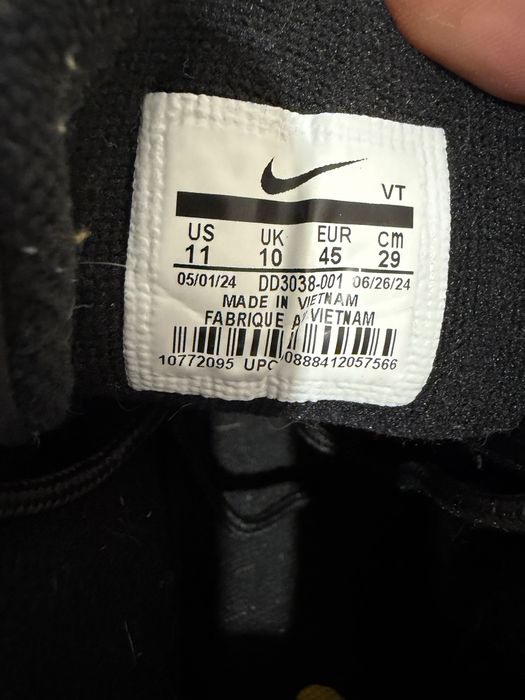 VT
US UK EUR cm
11 10 45 29
05/01/24 DD3038-001 06/26/24
MADE IN VIETNAM
FABRIQUE A VIETNAM
10772095 UPC 0888412057566